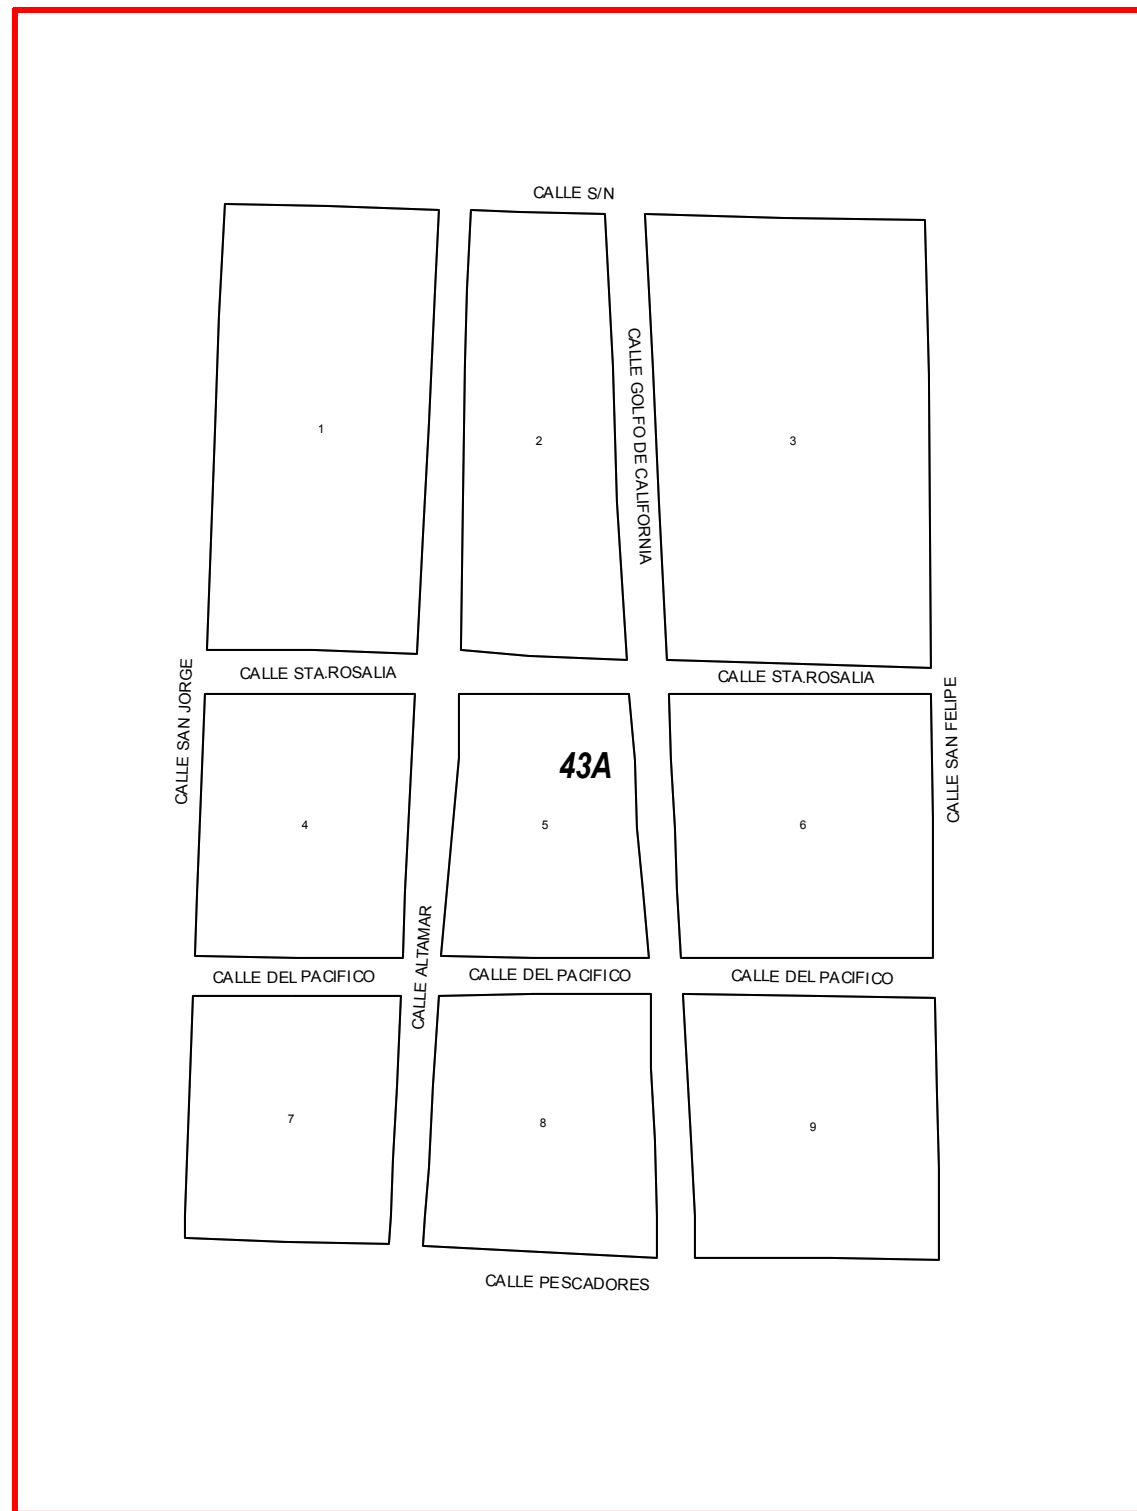 CALLE S/N
CALLE GOLFO DE CALIFORNIA
1
2
3
CALLE SAN JORGE
CALLE STA.ROSALIA
CALLE STA.ROSALIA
CALLE SAN FELIPE
43A
4
5
6
CALLE ALTAMAR
CALLE DEL PACIFICO
CALLE DEL PACIFICO
CALLE DEL PACIFICO
7
8
9
CALLE PESCADORES